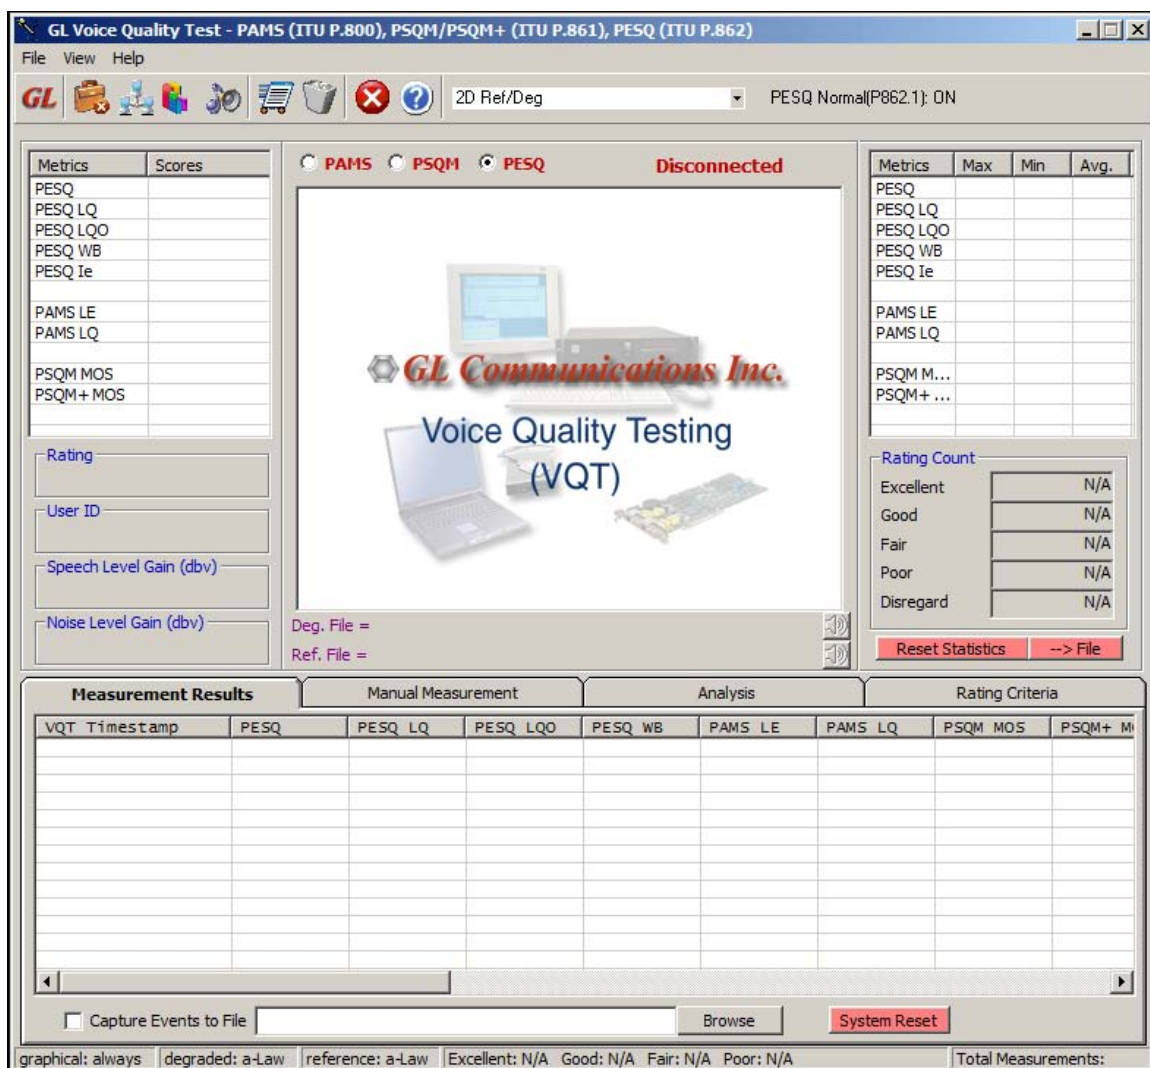 GL Voice Quality Test - PAMS (ITU P.800), PSQM/PSQM+ (ITU P.861), PESQ (ITU P.862)
File View Help
GL 2D Ref/Deg PESQ Normal(P862.1): ON
Metrics Scores
PESQ
PESQ LQ
PESQ LQO
PESQ WB
PESQ Ie
PAMS LE
PAMS LQ
PSQM MOS
PSQM+ MOS
Rating
User ID
Speech Level Gain (dbv)
Noise Level Gain (dbv)
PAMS PSQM PESQ Disconnected
GL Communications Inc.
Voice Quality Testing
(VQT)
Deg. File =
Ref. File =
Metrics Max Min Avg.
PESQ
PESQ LQ
PESQ LQO
PESQ WB
PESQ Ie
PAMS LE
PAMS LQ
PSQM M...
PSQM+ ...
Rating Count
Excellent N/A
Good N/A
Fair N/A
Poor N/A
Disregard N/A
Reset Statistics --> File
Measurement Results Manual Measurement Analysis Rating Criteria
VQT Timestamp PESQ PESQ LQ PESQ LQO PESQ WB PAMS LE PAMS LQ PSQM MOS PSQM+ M
Capture Events to File Browse System Reset
graphical: always degraded: a-Law reference: a-Law Excellent: N/A Good: N/A Fair: N/A Poor: N/A Total Measurements: